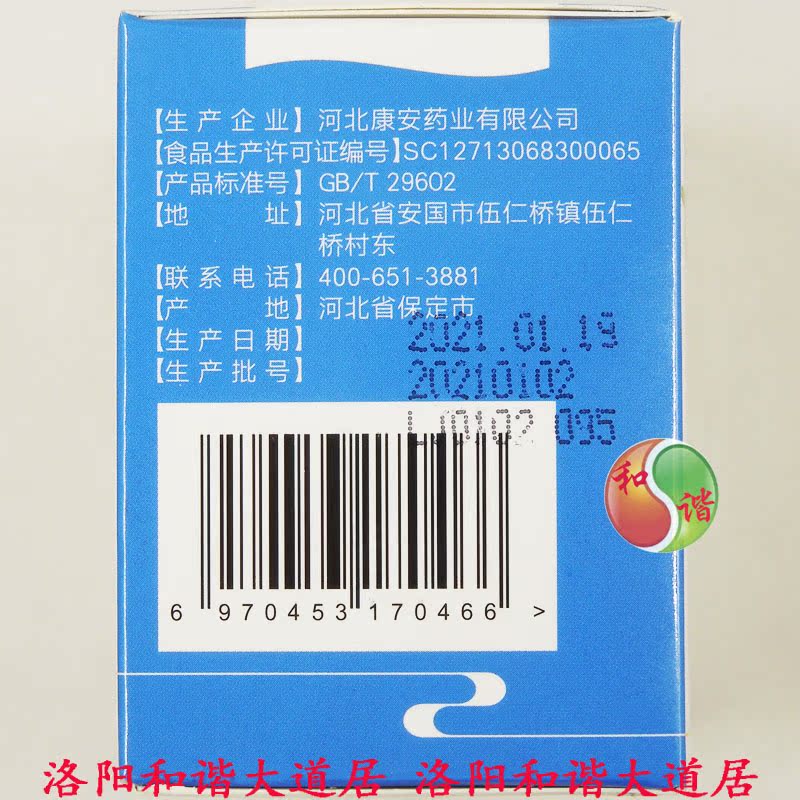 【生产企业】河北康安药业有限公司
【食品生产许可证编号】SC12713068300065
【产品标准号】GB/T 29602
【地址】河北省安国市伍仁桥镇伍仁
桥村东
【联系电话】400-651-3881
【产地】河北省保定市
【生产日期】2021.01.19
【生产批号】20210102
095
和谐
6 970453 170466 >
洛阳和谐大道居 洛阳和谐大道居